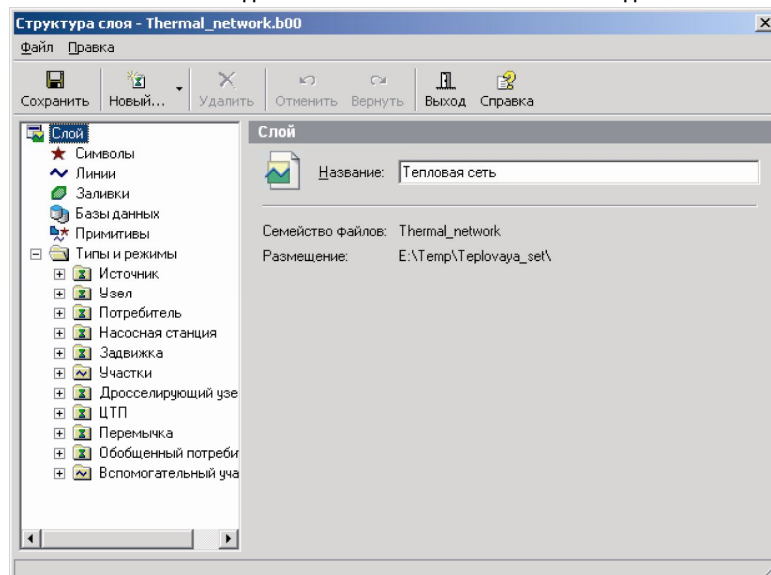 Структура слоя - Thermal_network.b00
Файл Правка
Сохранить Новый... Удалить Отменить Вернуть Выход Справка
Слой
Символы
Линии
Заливки
Базы данных
Примитивы
Типы и режимы
Источник
Узел
Потребитель
Насосная станция
Задвижка
Участки
Дросселирующий узе
ЦТП
Перемычка
Обобщенный потреби
Вспомогательный уча
Слой
Название: Тепловая сеть
Семейство файлов: Thermal_network
Размещение: E:\Temp\Teplovaya_set\